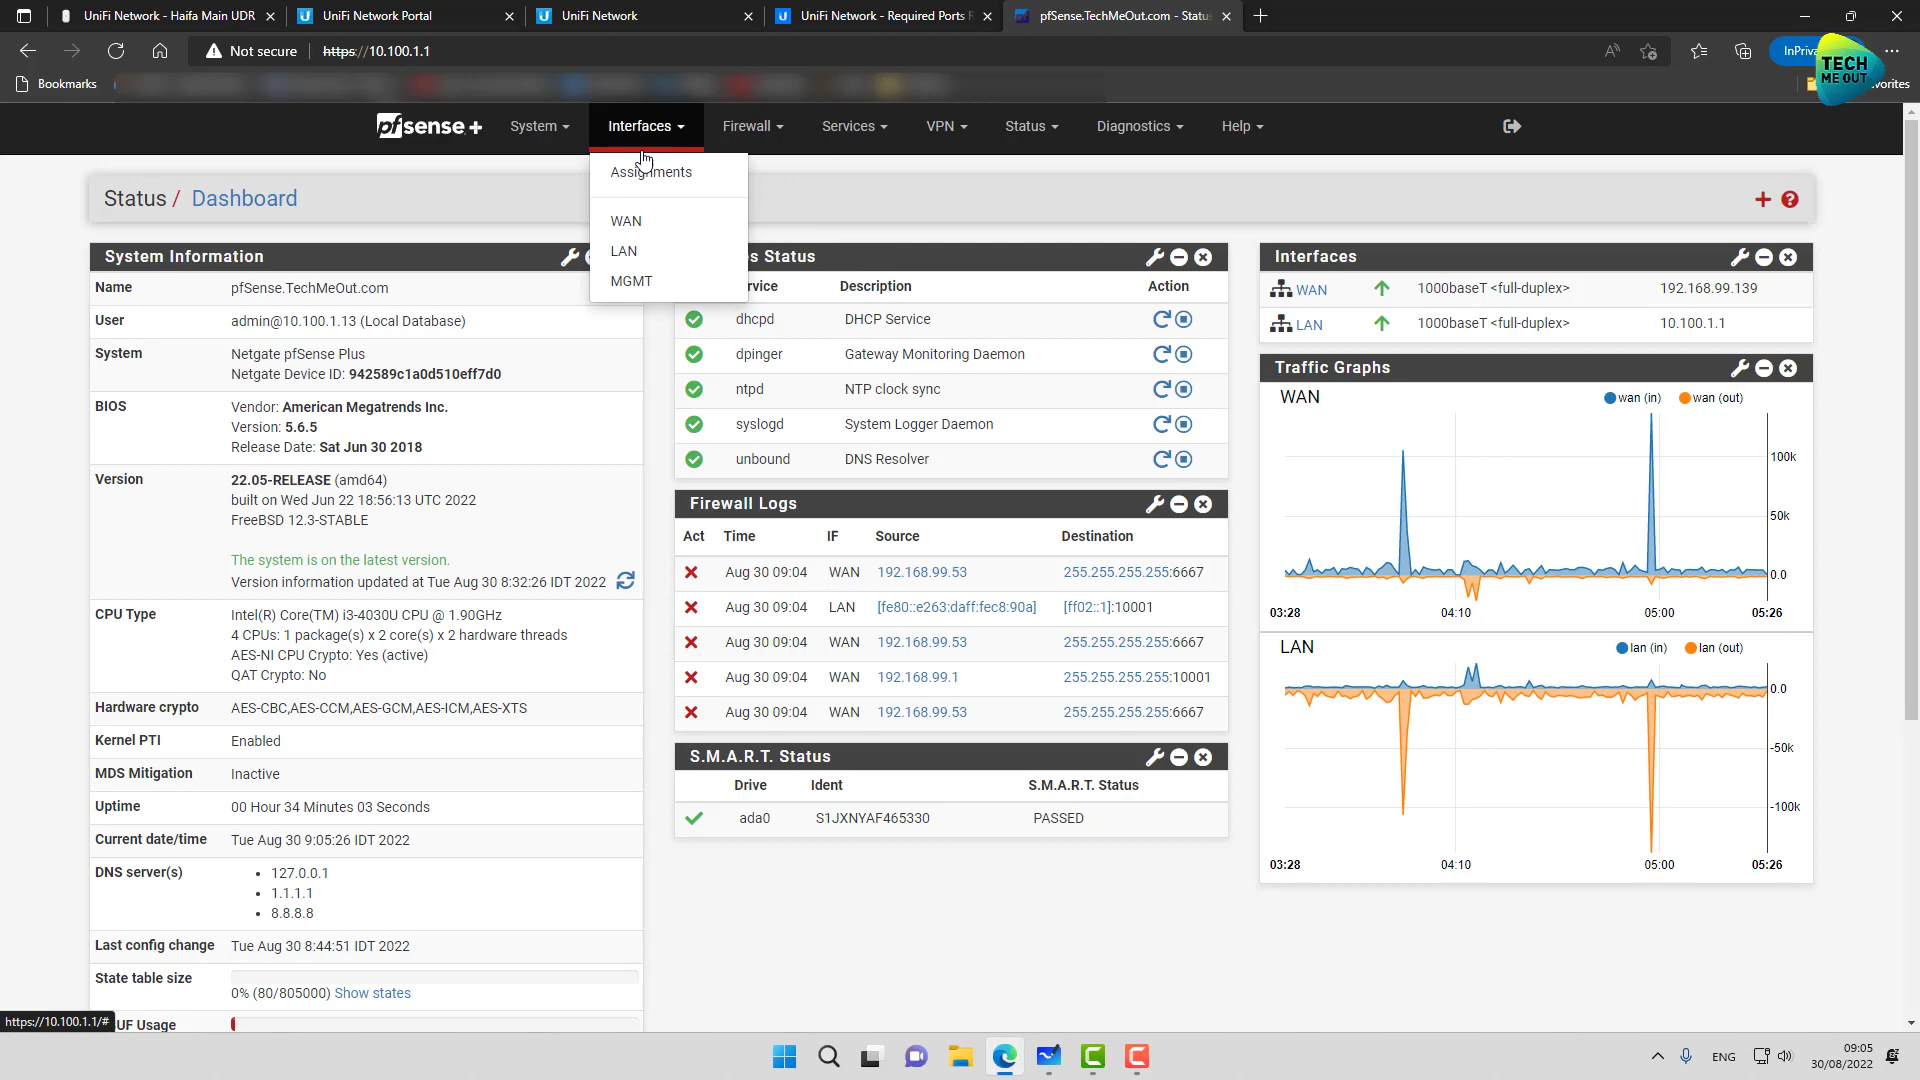 UniFi Network - Haifa Main UDR
UniFi Network Portal
UniFi Network
UniFi Network - Required Ports R
pfSense.TechMeOut.com - Status
Not secure
https://10.100.1.1
InPriva
TECH
ME OUT
Bookmarks
vorites
pfsense+
System
Interfaces
Firewall
Services
VPN
Status
Diagnostics
Help
Assignments
WAN
LAN
MGMT
Status / Dashboard
System Information
Name
pfSense.TechMeOut.com
User
admin@10.100.1.13 (Local Database)
System
Netgate pfSense Plus
Netgate Device ID: 942589c1a0d510eff7d0
BIOS
Vendor: American Megatrends Inc.
Version: 5.6.5
Release Date: Sat Jun 30 2018
Version
22.05-RELEASE (amd64)
built on Wed Jun 22 18:56:13 UTC 2022
FreeBSD 12.3-STABLE
The system is on the latest version.
Version information updated at Tue Aug 30 8:32:26 IDT 2022
CPU Type
Intel(R) Core(TM) i3-4030U CPU @ 1.90GHz
4 CPUs: 1 package(s) x 2 core(s) x 2 hardware threads
AES-NI CPU Crypto: Yes (active)
QAT Crypto: No
Hardware crypto
AES-CBC,AES-CCM,AES-GCM,AES-ICM,AES-XTS
Kernel PTI
Enabled
MDS Mitigation
Inactive
Uptime
00 Hour 34 Minutes 03 Seconds
Current date/time
Tue Aug 30 9:05:26 IDT 2022
DNS server(s)
• 127.0.0.1
• 1.1.1.1
• 8.8.8.8
Last config change
Tue Aug 30 8:44:51 IDT 2022
State table size
0% (80/805000) Show states
UF Usage
https://10.100.1.1/#
es Status
rvice Description Action
dhcpd DHCP Service
dpinger Gateway Monitoring Daemon
ntpd NTP clock sync
syslogd System Logger Daemon
unbound DNS Resolver
Firewall Logs
Act Time IF Source Destination
Aug 30 09:04 WAN 192.168.99.53 255.255.255.255:6667
Aug 30 09:04 LAN [fe80::e263:daff:fec8:90a] [ff02::1]:10001
Aug 30 09:04 WAN 192.168.99.53 255.255.255.255:6667
Aug 30 09:04 WAN 192.168.99.1 255.255.255.255:10001
Aug 30 09:04 WAN 192.168.99.53 255.255.255.255:6667
S.M.A.R.T. Status
Drive Ident S.M.A.R.T. Status
ada0 S1JXNYAF465330 PASSED
Interfaces
WAN 1000baseT <full-duplex> 192.168.99.139
LAN 1000baseT <full-duplex> 10.100.1.1
Traffic Graphs
WAN
wan (in) wan (out)
100k
50k
0.0
03:28 04:10 05:00 05:26
LAN
lan (in) lan (out)
0.0
-50k
-100k
03:28 04:10 05:00 05:26
ENG
09:05
30/08/2022